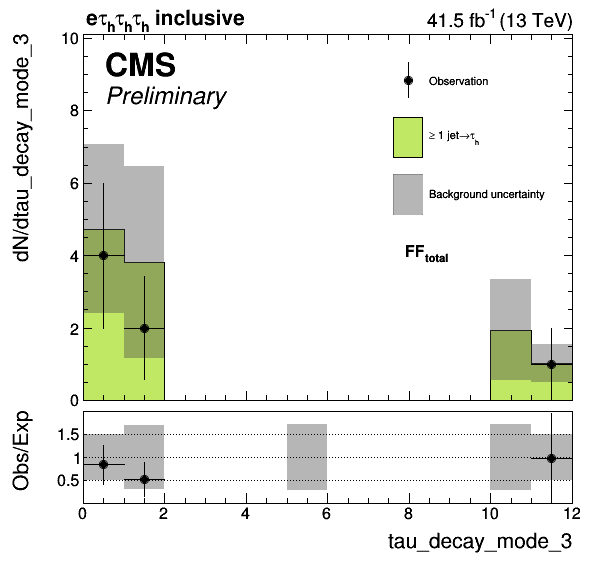 eτhτhτh inclusive
41.5 fb-1 (13 TeV)
dN/dtau_decay_mode_3
10
8
6
4
2
0
CMS
Preliminary
Observation
≥ 1 jet→τh
Background uncertainty
FFtotal
Obs/Exp
1.5
1
0.5
0 2 4 6 8 10 12
tau_decay_mode_3